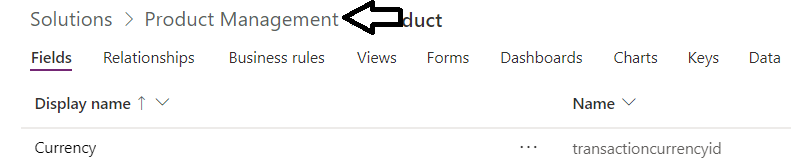 Solutions > Product Management duct
Fields Relationships Business rules Views Forms Dashboards Charts Keys Data
Display name ↑ Name
Currency ... transactioncurrencyid